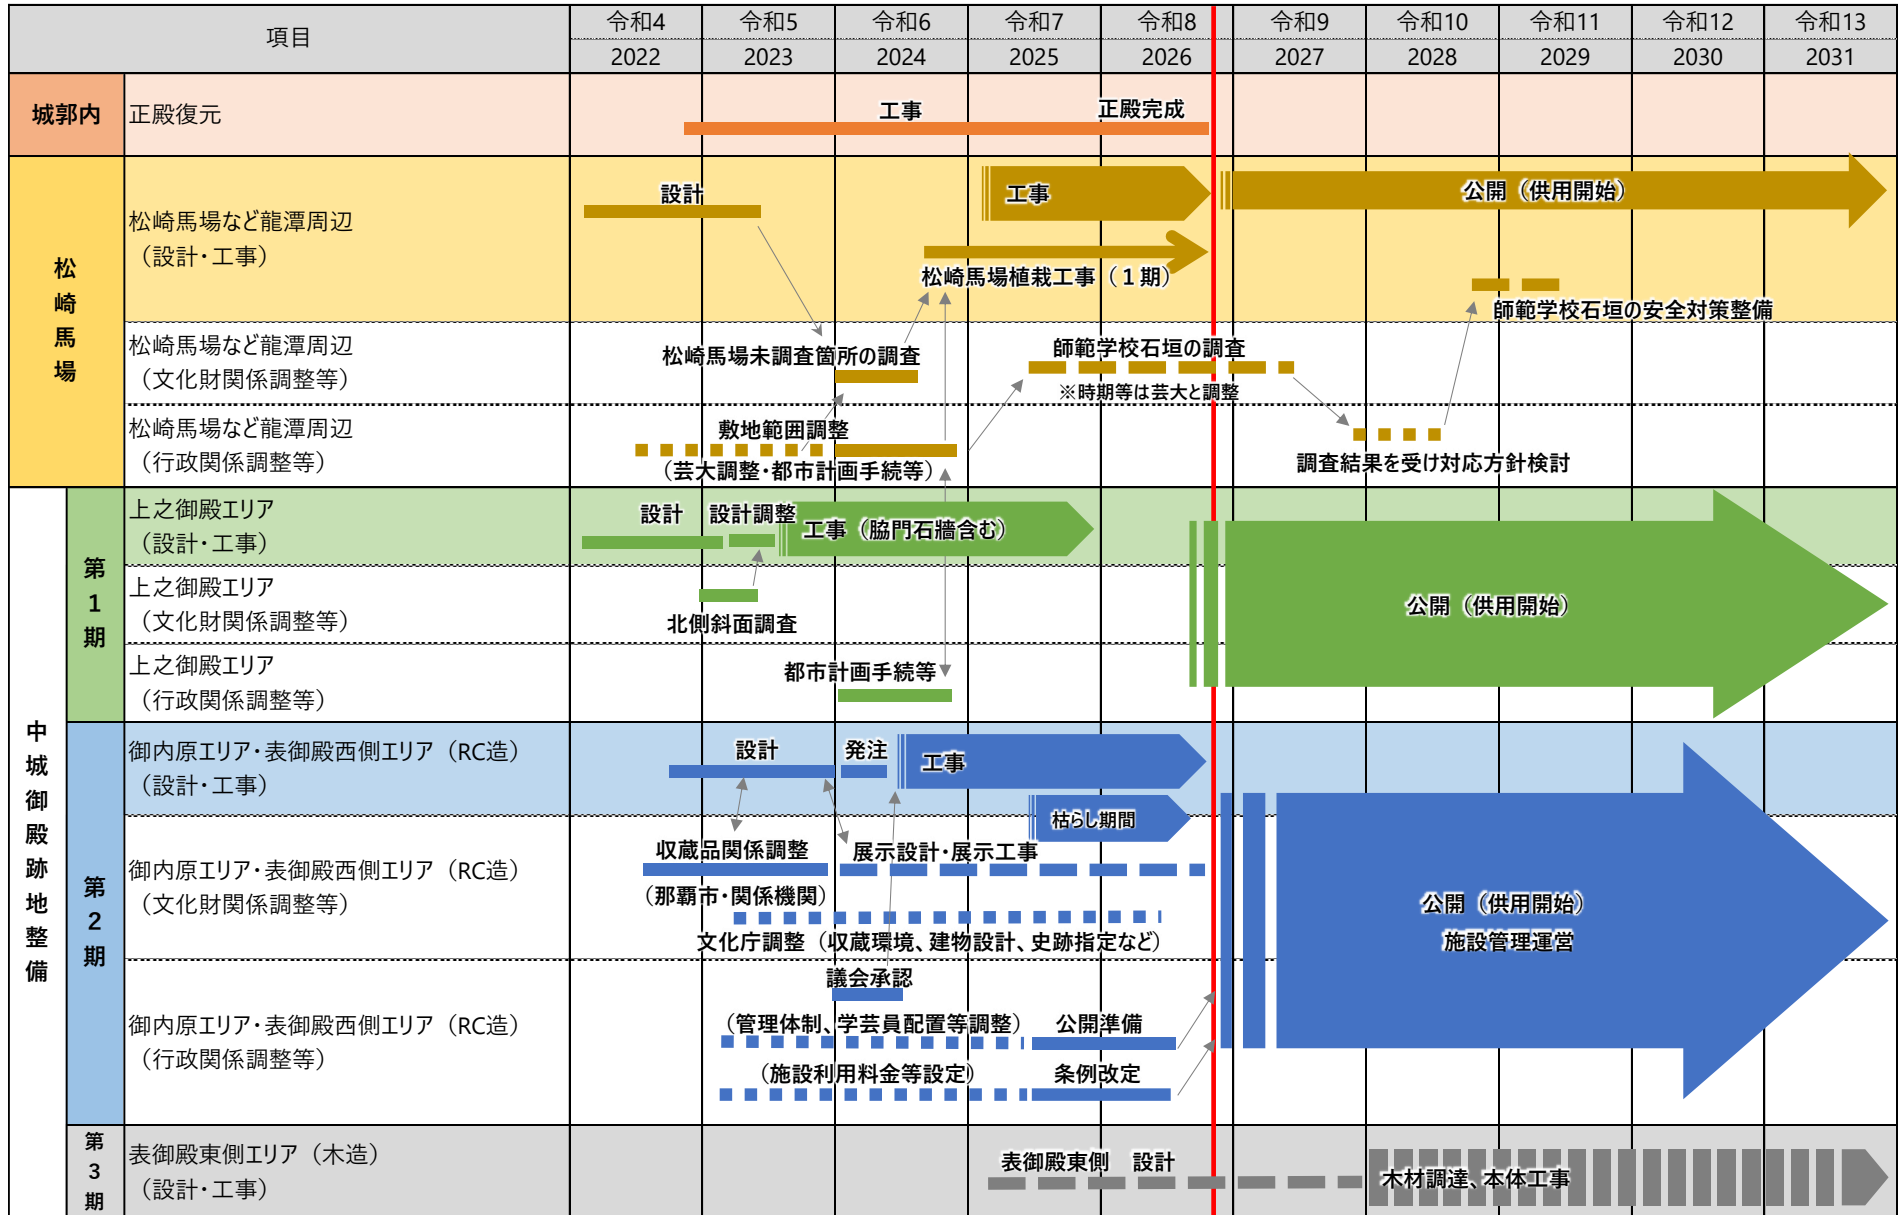 項目
令和4
令和5
令和6
令和7
令和8
令和9
令和10
令和11
令和12
令和13
2022
2023
2024
2025
2026
2027
2028
2029
2030
2031
城郭内
正殿復元
工事
正殿完成
松崎馬場
松崎馬場など龍潭周辺
（設計・工事）
設計
工事
公開（供用開始）
松崎馬場植栽工事（１期）
師範学校石垣の安全対策整備
松崎馬場など龍潭周辺
（文化財関係調整等）
松崎馬場未調査箇所の調査
師範学校石垣の調査
※時期等は芸大と調整
松崎馬場など龍潭周辺
（行政関係調整等）
敷地範囲調整
（芸大調整・都市計画手続等）
調査結果を受け対応方針検討
中城御殿跡地整備
第1期
上之御殿エリア
（設計・工事）
設計
設計調整
工事（脇門石牆含む）
上之御殿エリア
（文化財関係調整等）
北側斜面調査
公開（供用開始）
上之御殿エリア
（行政関係調整等）
都市計画手続等
第2期
御内原エリア・表御殿西側エリア（RC造）
（設計・工事）
設計
発注
工事
枯らし期間
御内原エリア・表御殿西側エリア（RC造）
（文化財関係調整等）
収蔵品関係調整
（那覇市・関係機関）
展示設計・展示工事
文化庁調整（収蔵環境、建物設計、史跡指定など）
公開（供用開始）
施設管理運営
御内原エリア・表御殿西側エリア（RC造）
（行政関係調整等）
議会承認
（管理体制、学芸員配置等調整）
公開準備
（施設利用料金等設定）
条例改定
第3期
表御殿東側エリア（木造）
（設計・工事）
表御殿東側　設計
木材調達、本体工事